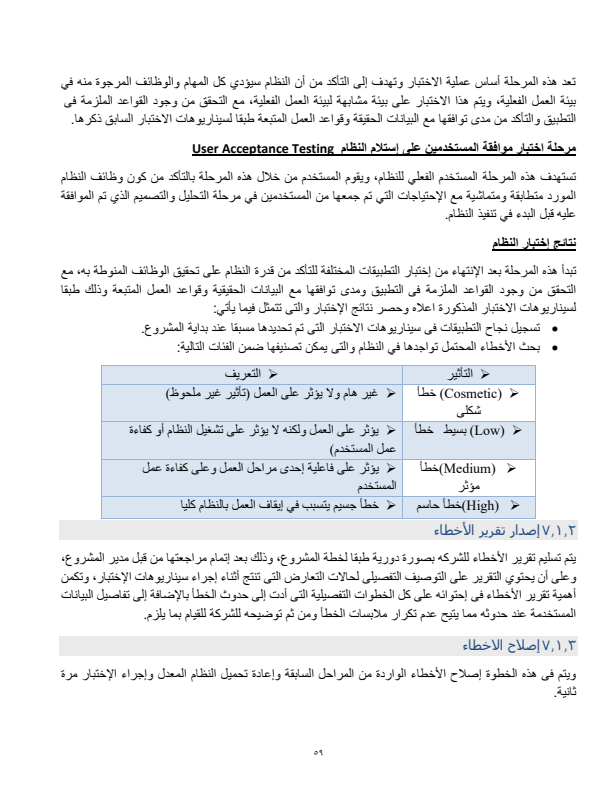 تعد هذه المرحلة أساس عملية الاختبار وتهدف إلى التأكد من أن النظام سيؤدي كل المهام والوظائف المرجوة منه في
بيئة العمل الفعلية، ويتم هذا الاختبار على بيئة مشابهة لبيئة العمل الفعلية، مع التحقق من وجود القواعد الملزمة فى
التطبيق والتأكد من مدى توافقها مع البيانات الحقيقة وقواعد العمل المتبعة طبقا لسيناريوهات الاختبار السابق ذكرها.
مرحلة اختبار موافقة المستخدمين على إستلام النظام User Acceptance Testing
تستهدف هذه المرحلة المستخدم الفعلي للنظام، ويقوم المستخدم من خلال هذه المرحلة بالتأكد من كون وظائف النظام
المورد متطابقة ومتماشية مع الإحتياجات التي تم جمعها من المستخدمين في مرحلة التحليل والتصميم الذي تم الموافقة
عليه قبل البدء في تنفيذ النظام.
نتائج إختبار النظام
تبدأ هذه المرحلة بعد الإنتهاء من إختبار التطبيقات المختلفة للتأكد من قدرة النظام على تحقيق الوظائف المنوطة به، مع
التحقق من وجود القواعد الملزمة فى التطبيق ومدى توافقها مع البيانات الحقيقية وقواعد العمل المتبعة وذلك طبقا
لسيناريوهات الاختبار المذكورة اعلاه وحصر نتائج الإختبار والتى تتمثل فيما يأتي:
• تسجيل نجاح التطبيقات فى سيناريوهات الاختبار التى تم تحديدها مسبقا عند بداية المشروع.
• بحث الأخطاء المحتمل تواجدها في النظام والتى يمكن تصنيفها ضمن الفئات التالية:
➢ التأثير ➢ التعريف
➢ (Cosmetic) خطأ ➢ غير هام ولا يؤثر على العمل (تأثير غير ملحوظ)
شكلى
➢ (Low) بسيط خطأ ➢ يؤثر على العمل ولكنه لا يؤثر على تشغيل النظام أو كفاءة
عمل المستخدم)
➢ (Medium)خطأ ➢ يؤثر على فاعلية إحدى مراحل العمل وعلى كفاءة عمل
مؤثر المستخدم
➢ (High)خطأ حاسم ➢ خطأ جسيم يتسبب في إيقاف العمل بالنظام كليا
٧,١,٢إصدار تقرير الأخطاء
يتم تسليم تقرير الأخطاء للشركه بصورة دورية طبقا لخطة المشروع، وذلك بعد إتمام مراجعتها من قبل مدير المشروع،
وعلى أن يحتوي التقرير على التوصيف التفصيلى لحالات التعارض التى تنتج أثناء إجراء سيناريوهات الإختبار، وتكمن
أهمية تقرير الأخطاء فى إحتوائه على كل الخطوات التفصيلية التى أدت إلى حدوث الخطأ بالإضافة إلى تفاصيل البيانات
المستخدمة عند حدوثه مما يتيح عدم تكرار ملابسات الخطأ ومن ثم توضيحه للشركة للقيام بما يلزم.
٧,١,٣إصلاح الاخطاء
ويتم فى هذه الخطوة إصلاح الأخطاء الواردة من المراحل السابقة وإعادة تحميل النظام المعدل وإجراء الإختبار مرة
ثانية.
٥٩